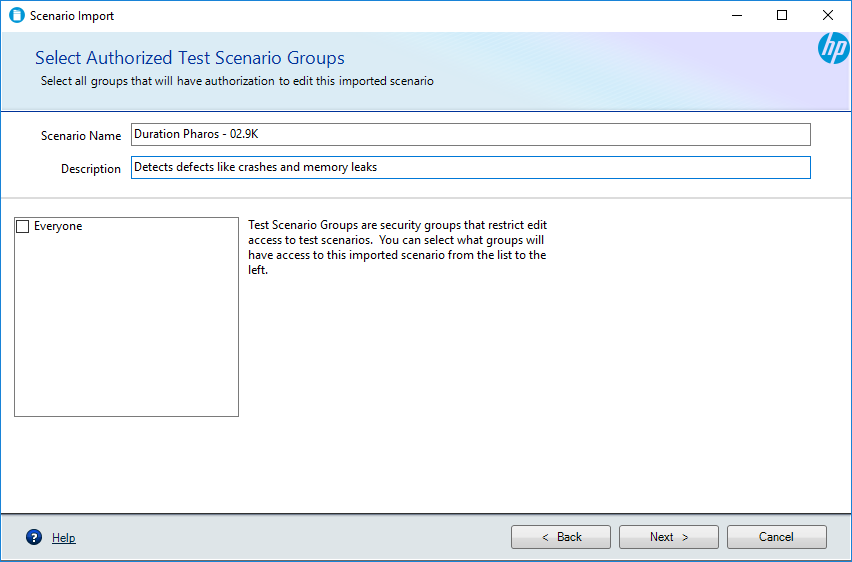 Scenario Import
Select Authorized Test Scenario Groups
Select all groups that will have authorization to edit this imported scenario
hp
Scenario Name Duration Pharos - 02.9K
Description Detects defects like crashes and memory leaks
Everyone
Test Scenario Groups are security groups that restrict edit
access to test scenarios.  You can select what groups will
have access to this imported scenario from the list to the
left.
? Help
< Back Next > Cancel